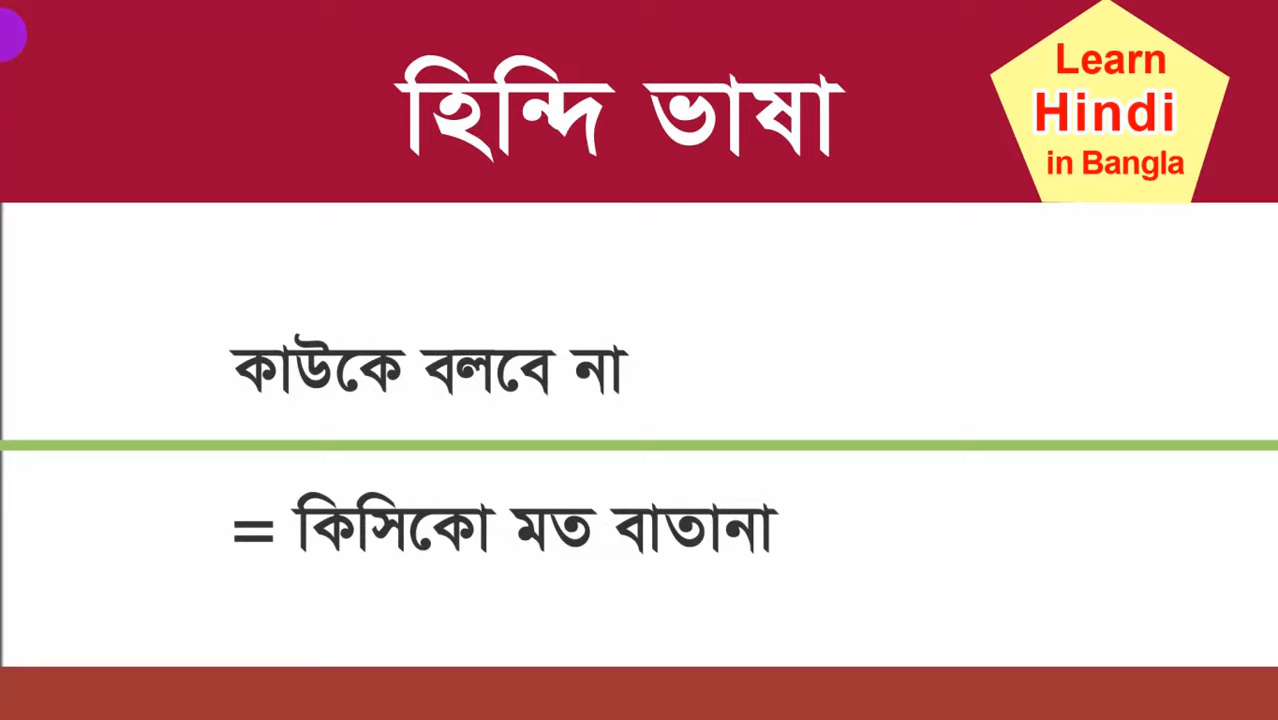 হিন্দি ভাষা
Learn
Hindi
in Bangla
কাউকে বলবে না
= কিসিকো মত বাতানা